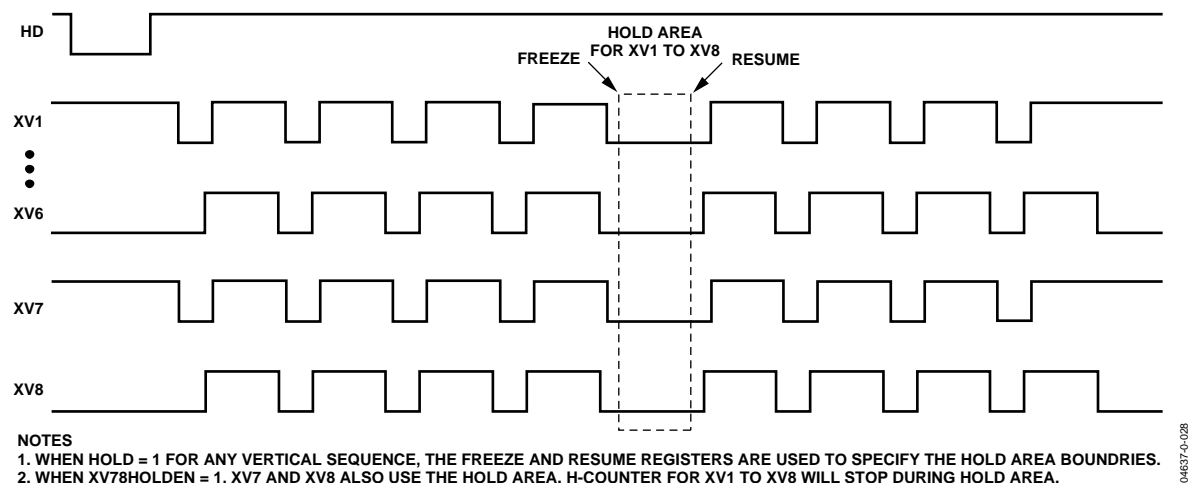 HD
HOLD AREA
FOR XV1 TO XV8
FREEZE
RESUME
XV1
XV6
XV7
XV8
NOTES
1. WHEN HOLD = 1 FOR ANY VERTICAL SEQUENCE, THE FREEZE AND RESUME REGISTERS ARE USED TO SPECIFY THE HOLD AREA BOUNDRIES.
2. WHEN XV78HOLDEN = 1, XV7 AND XV8 ALSO USE THE HOLD AREA. H-COUNTER FOR XV1 TO XV8 WILL STOP DURING HOLD AREA.
04637-0-028